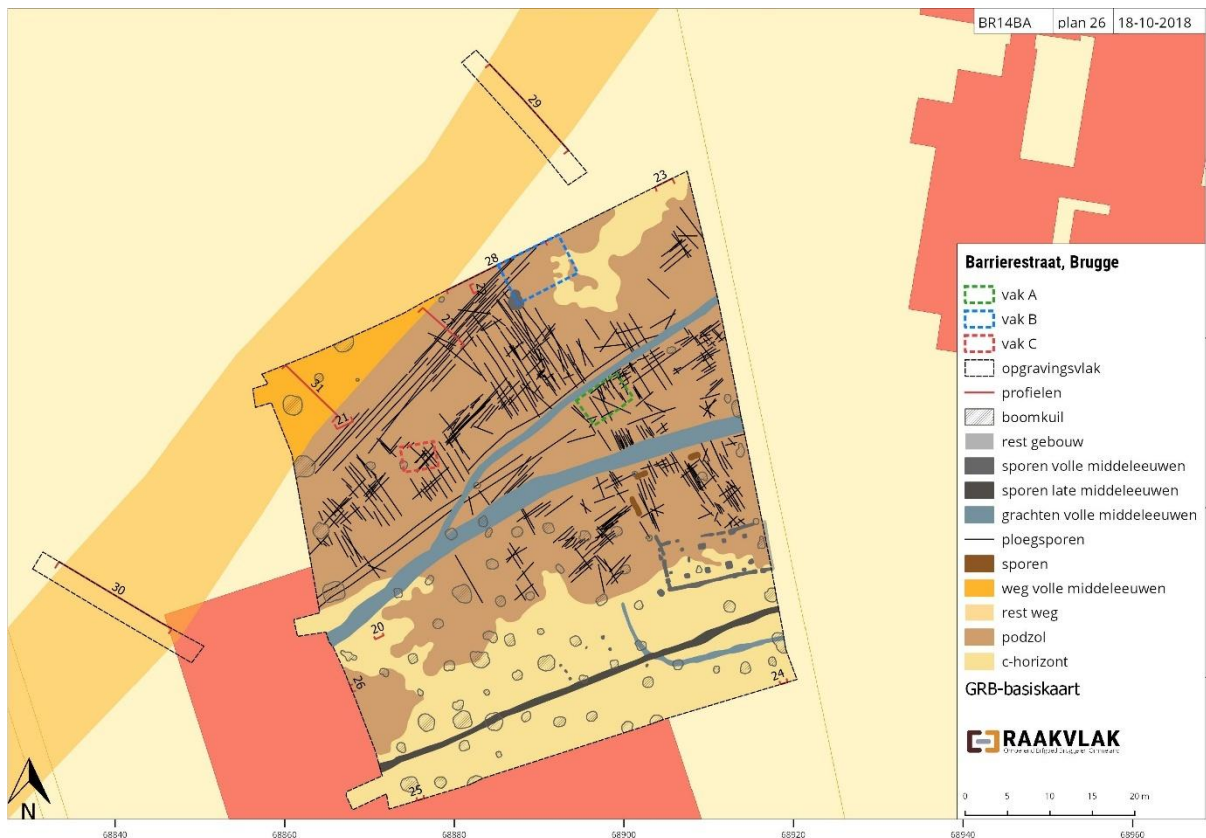 BR14BA plan 26 18-10-2018
29
23
28
22
27
31
21
30
20
26
24
25
Barrierestraat, Brugge
vak A
vak B
vak C
opgravingsvlak
profielen
boomkuil
rest gebouw
sporen volle middeleeuwen
sporen late middeleeuwen
grachten volle middeleeuwen
ploegsporen
sporen
weg volle middeleeuwen
rest weg
podzol
c-horizont
GRB-basiskaart
RAAKVLAK
0 5 10 15 20 m
N
68840 68860 68880 68900 68920 68940 68960